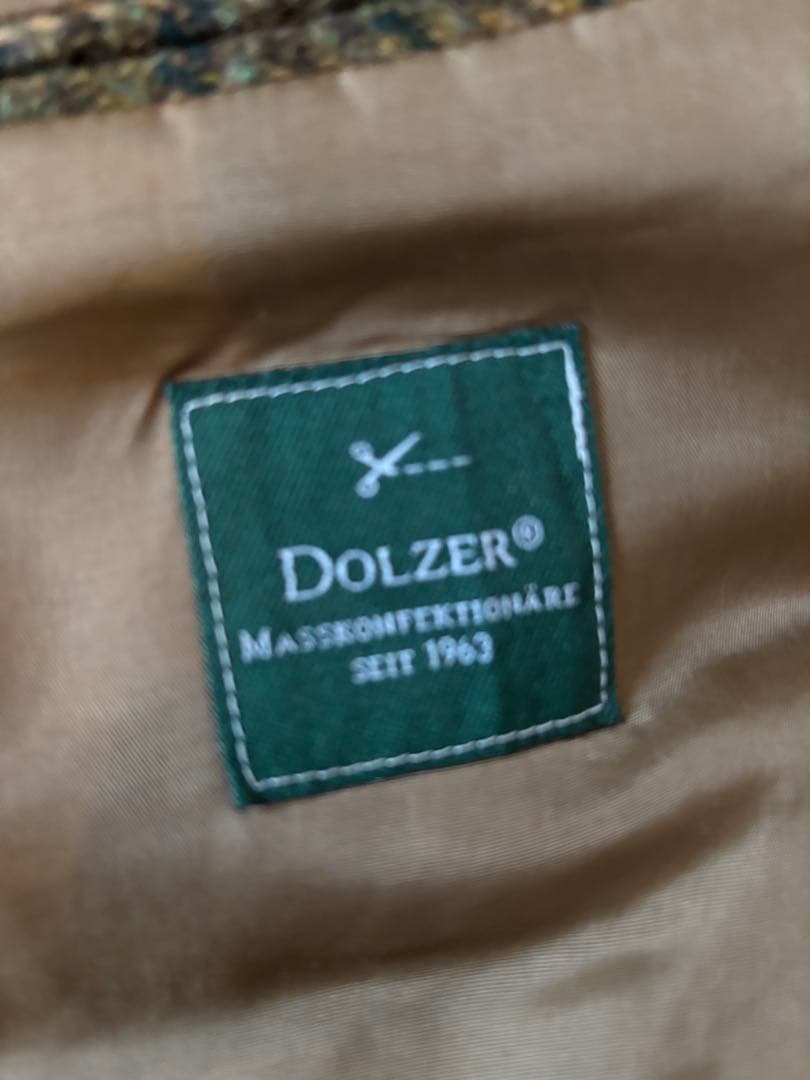 DOLZER®
MASSKONFEKTIONÄRE
SEIT 1963